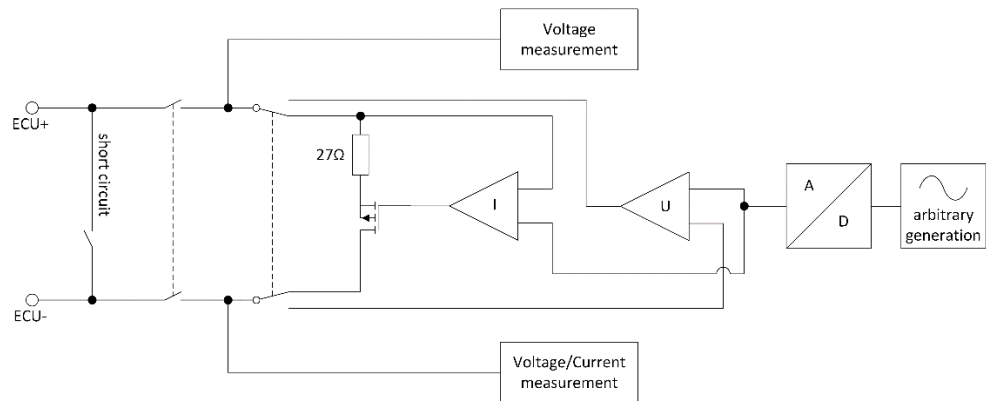 Voltage
measurement
ECU+
short circuit
27Ω
I
U
A
D
arbitrary
generation
ECU-
Voltage/Current
measurement